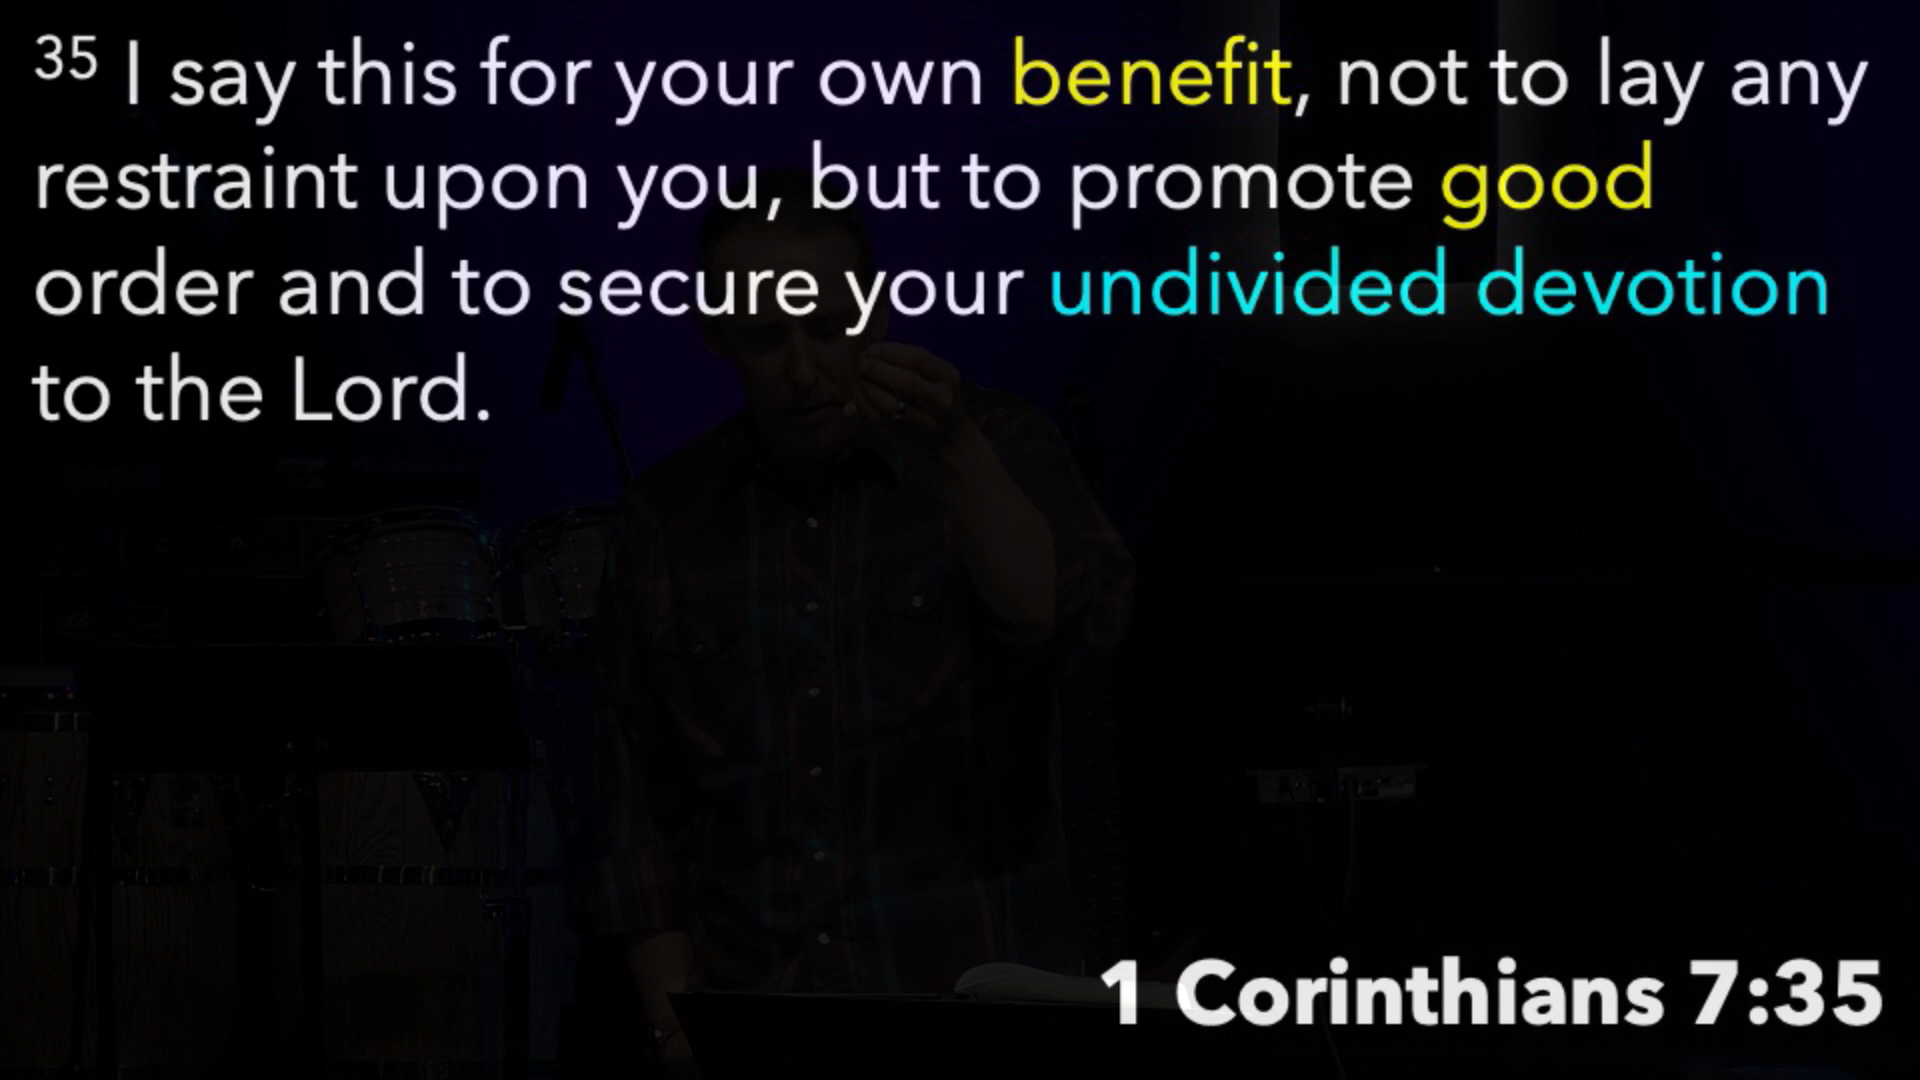 35 I say this for your own benefit, not to lay any
restraint upon you, but to promote good
order and to secure your undivided devotion
to the Lord.
1 Corinthians 7:35